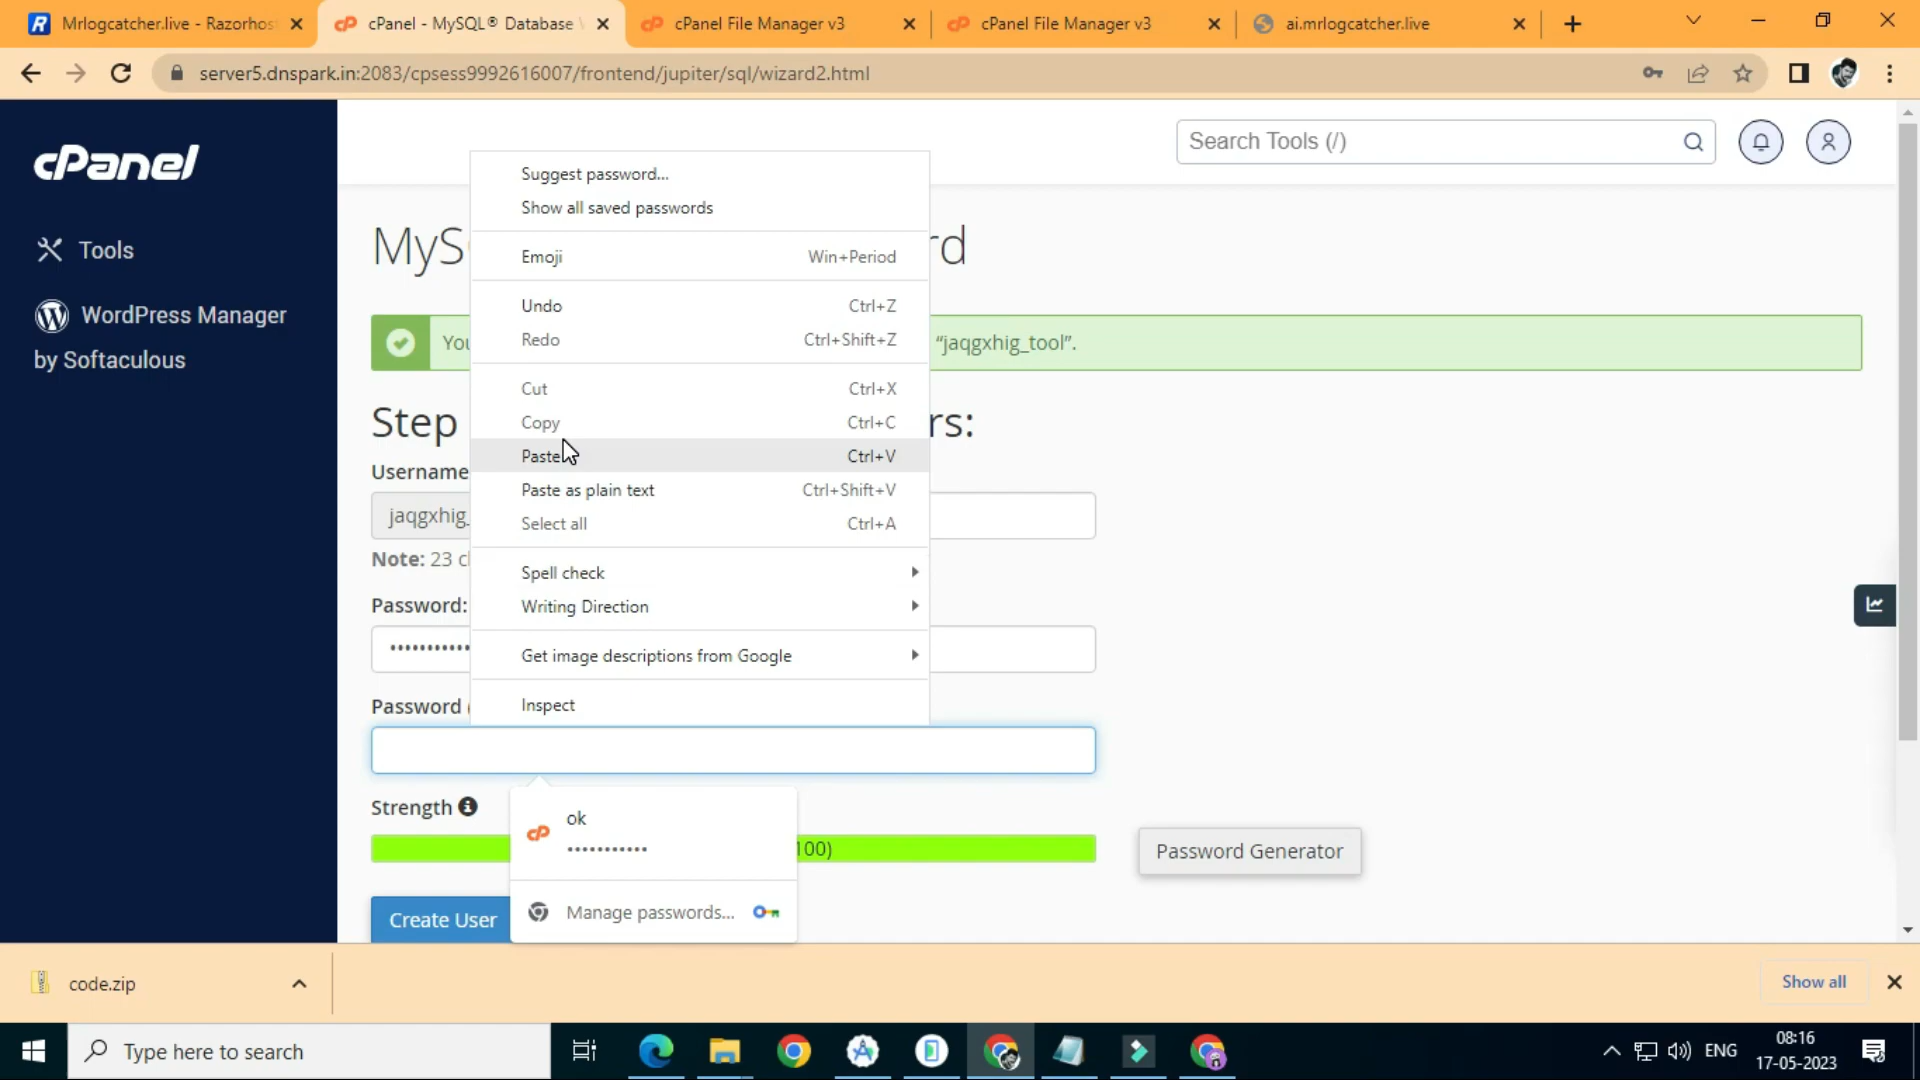 Mrlogcatcher.live - Razorhos
cPanel - MySQL® Database
cPanel File Manager v3
cPanel File Manager v3
ai.mrlogcatcher.live
server5.dnspark.in:2083/cpsess9992616007/frontend/jupiter/sql/wizard2.html
cPanel
Search Tools (/)
Tools
WordPress Manager
by Softaculous
Suggest password...
Show all saved passwords
Emoji Win+Period
Undo Ctrl+Z
Redo Ctrl+Shift+Z
Cut Ctrl+X
Copy Ctrl+C
Paste Ctrl+V
Paste as plain text Ctrl+Shift+V
Select all Ctrl+A
Spell check
Writing Direction
Get image descriptions from Google
Inspect
“jaqgxhig_tool”.
Step
rs:
Username
jaqgxhig_
Note: 23
Password:
••••••••••••
Password
Strength
100)
Password Generator
Create User
ok
•••••••••••
Manage passwords...
code.zip
Show all
Type here to search
ENG
08:16
17-05-2023